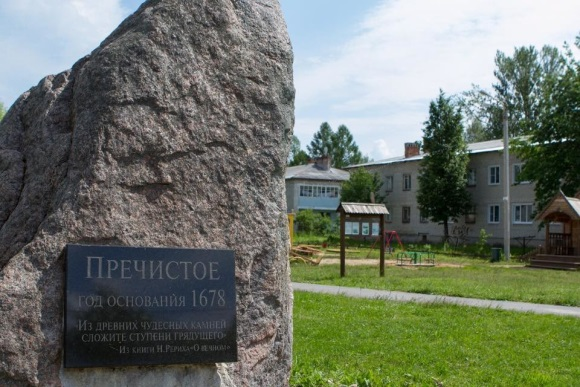 Пречистое
год основания 1678
Из древних чудесных камней
сложите ступени грядущего
Из книги Н.Рериха «О вечном»